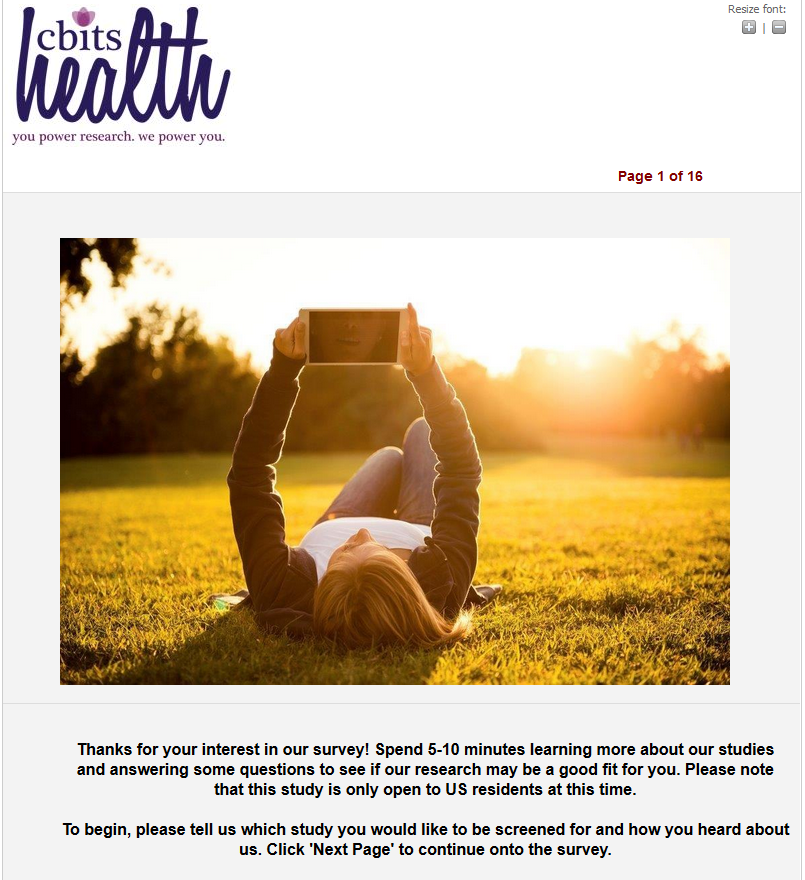 Resize font:
+ | −
cbits
health
you power research. we power you.
Page 1 of 16
Thanks for your interest in our survey! Spend 5-10 minutes learning more about our studies
and answering some questions to see if our research may be a good fit for you. Please note
that this study is only open to US residents at this time.
To begin, please tell us which study you would like to be screened for and how you heard about
us. Click 'Next Page' to continue onto the survey.